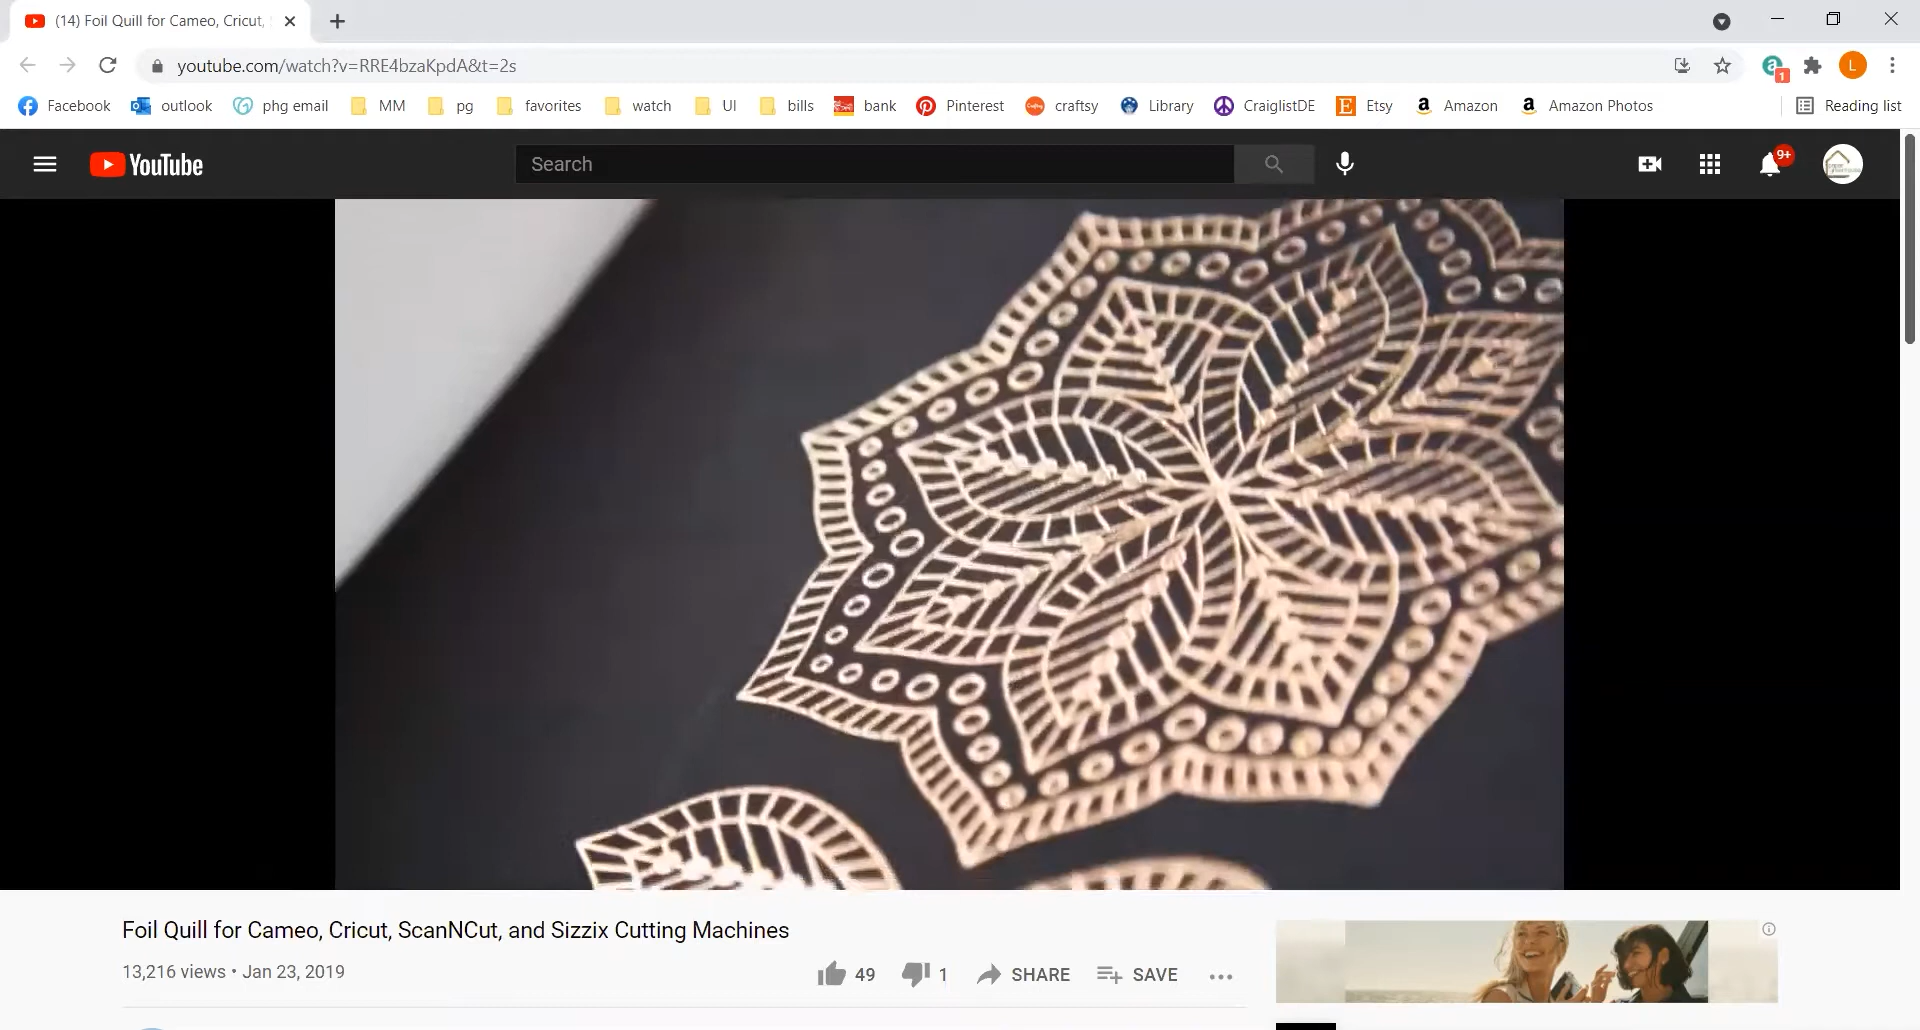 (14) Foil Quill for Cameo, Cricut,
youtube.com/watch?v=RRE4bzaKpdA&t=2s
1
L
Facebook outlook phg email MM pg favorites watch UI bills bank Pinterest craftsy Library CraiglistDE Etsy Amazon Amazon Photos Reading list
YouTube
Search
9+
Foil Quill for Cameo, Cricut, ScanNCut, and Sizzix Cutting Machines
13,216 views • Jan 23, 2019
49 1 SHARE SAVE